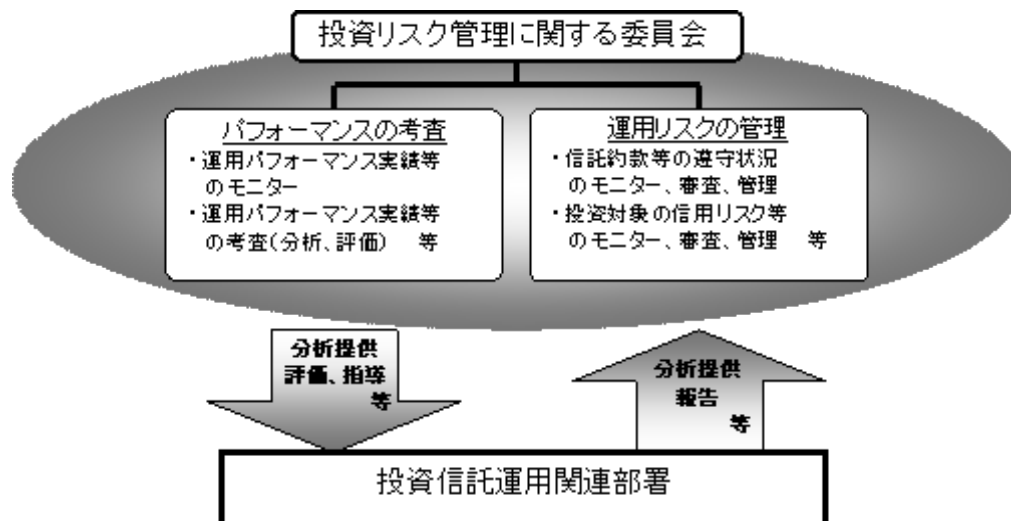 投資リスク管理に関する委員会
パフォーマンスの考査
・運用パフォーマンス実績等
のモニター
・運用パフォーマンス実績等
の考査(分析、評価) 等
運用リスクの管理
・信託約款等の遵守状況
のモニター、審査、管理
・投資対象の信用リスク等
のモニター、審査、管理 等
分析提供
評価、指導
等
分析提供
報告
等
投資信託運用関連部署